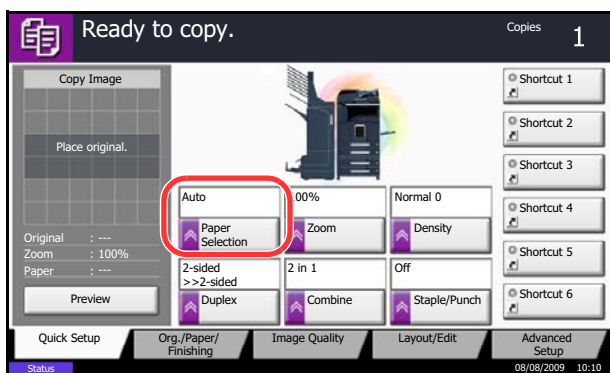 Ready to copy.
Copies 1
Copy Image
Place original.
Original : ---
Zoom : 100%
Paper : ---
Preview
Auto
Paper
Selection
100%
Zoom
Normal 0
Density
2-sided
>>2-sided
Duplex
2 in 1
Combine
Off
Staple/Punch
Shortcut 1
Shortcut 2
Shortcut 3
Shortcut 4
Shortcut 5
Shortcut 6
Quick Setup
Org./Paper/
Finishing
Image Quality
Layout/Edit
Advanced
Setup
Status
08/08/2009 10:10